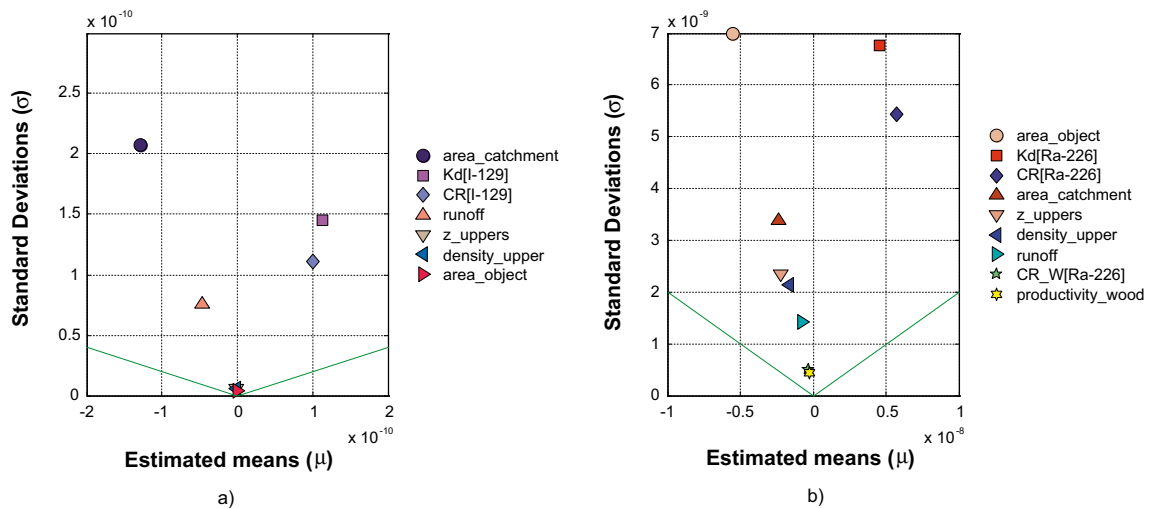 x 10⁻¹⁰
2.5
2
1.5
1
0.5
0
-2
-1
0
1
2
x 10⁻¹⁰
Standard Deviations (σ)
Estimated means (μ)
area_catchment
Kd[I-129]
CR[I-129]
runoff
z_uppers
density_upper
area_object
a)
x 10⁻⁹
7
6
5
4
3
2
1
0
-1
-0.5
0
0.5
1
x 10⁻⁸
Standard Deviations (σ)
Estimated means (μ)
area_object
Kd[Ra-226]
CR[Ra-226]
area_catchment
z_uppers
density_upper
runoff
CR_W[Ra-226]
productivity_wood
b)